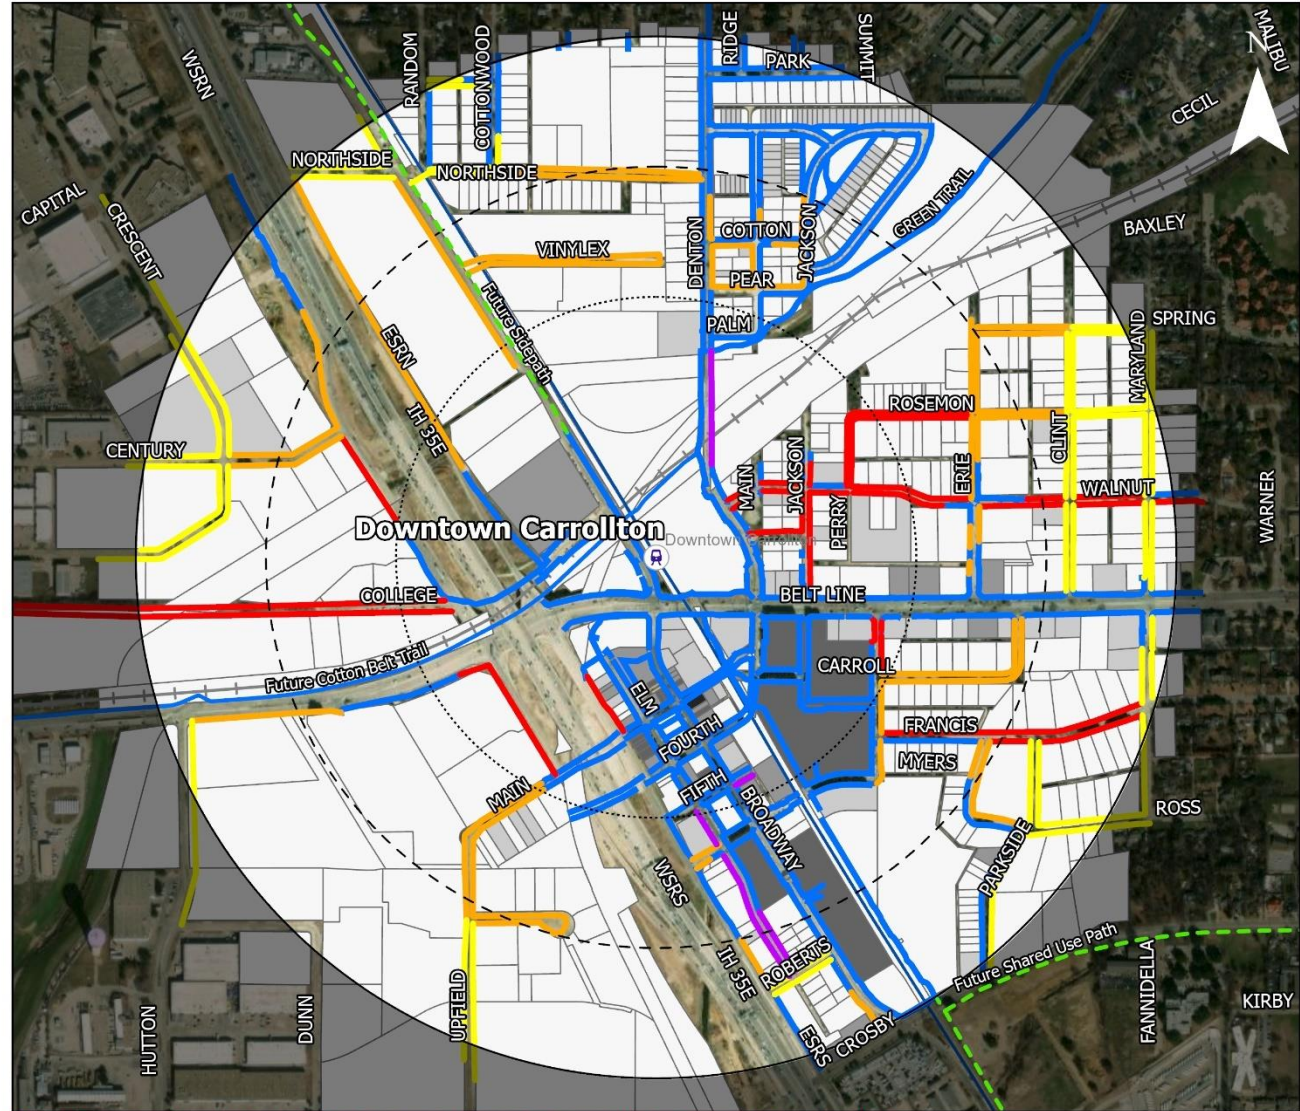 RIDGE
SUMMIT
MALIBU
N
WSRN
RANDOM
COTTONWOOD
PARK
CECIL
NORTHSIDE
NORTHSIDE
CAPITAL
CRESCENT
GREEN TRAIL
BAXLEY
VINYLEX
DENTON
COTTON
JACKSON
PEAR
Future Sidepath
PALM
MARYLAND
SPRING
ESRN
IH 35E
ROSEMON
CLINT
CENTURY
MAIN
JACKSON
PERRY
ERIE
WALNUT
WARNER
Downtown Carrollton
Downtown Carrollton
COLLEGE
BELT LINE
Future Cotton Belt Trail
CARROLL
ELM
FOURTH
FRANCIS
MYERS
MAIN
FIFTH
BROADWAY
ROSS
PARKSIDE
WSRS
IH 35E
ROBERTS
Future Shared Use Path
FANNIDELLA
KIRBY
UPFIELD
DUNN
HUTTON
ESRS
CROSBY